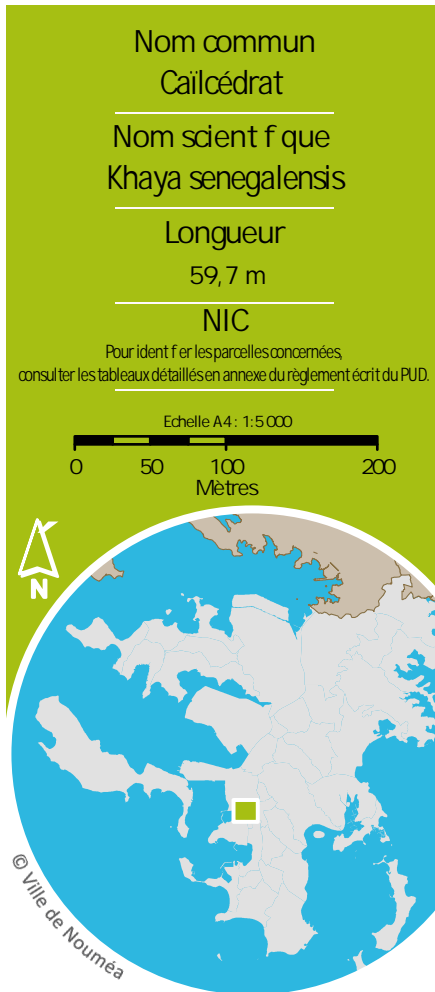 Nom commun
Caïlcédrat
Nom scient f que
Khaya senegalensis
Longueur
59,7 m
NIC
Pour ident f er les parcelles concernées,
consulter les tableaux détaillés en annexe du règlement écrit du PUD.
Echelle A4 : 1:5 000
0 50 100 200
Mètres
N
© Ville de Nouméa